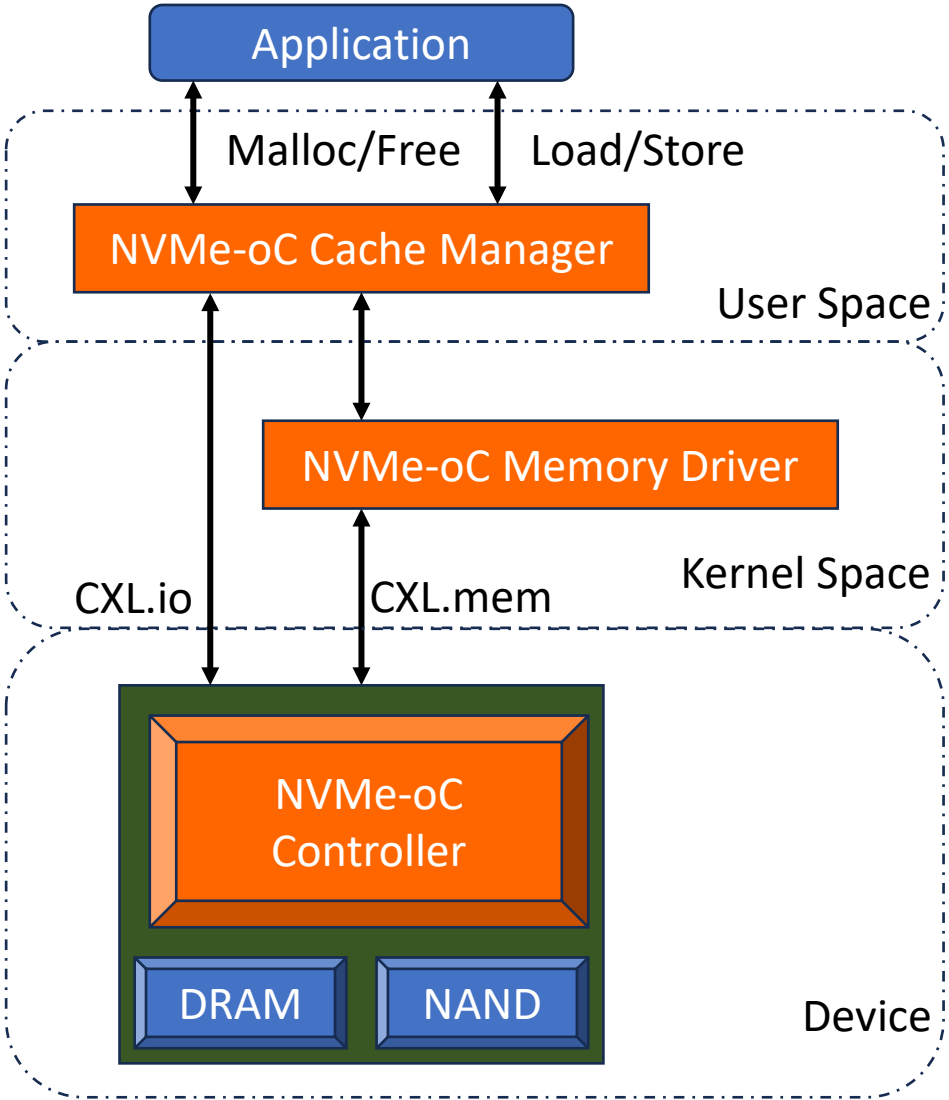 Application
Malloc/Free
Load/Store
NVMe-oC Cache Manager
User Space
NVMe-oC Memory Driver
Kernel Space
CXL.io
CXL.mem
NVMe-oC
Controller
DRAM
NAND
Device